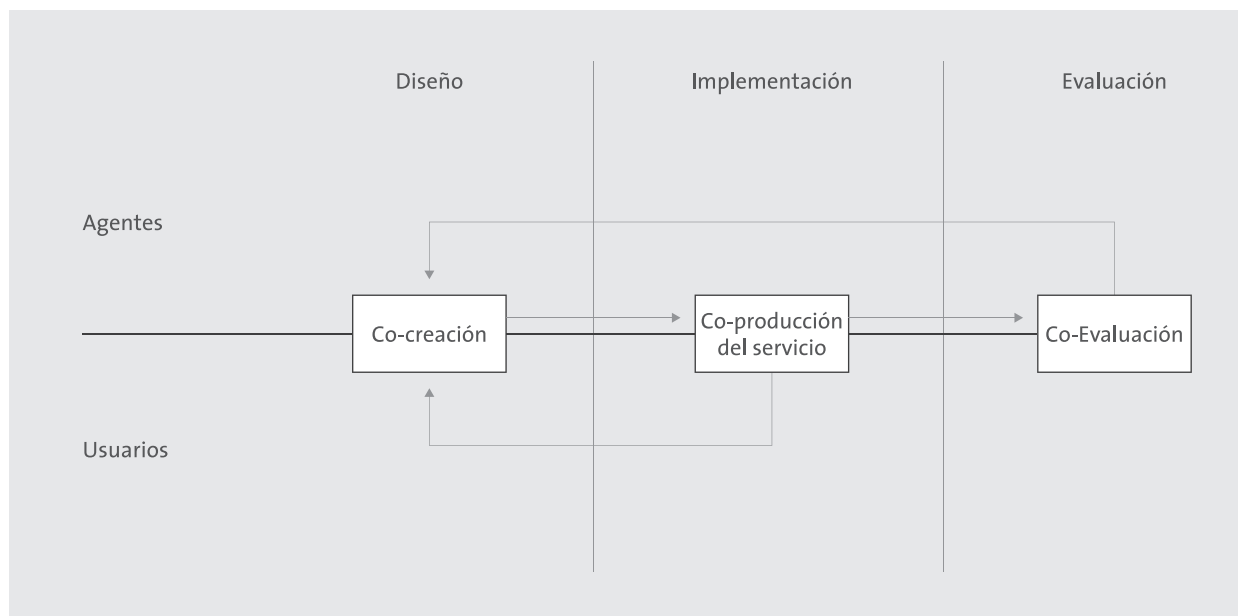 Diseño
Implementación
Evaluación
Agentes
Co-creación
Co-producción
del servicio
Co-Evaluación
Usuarios